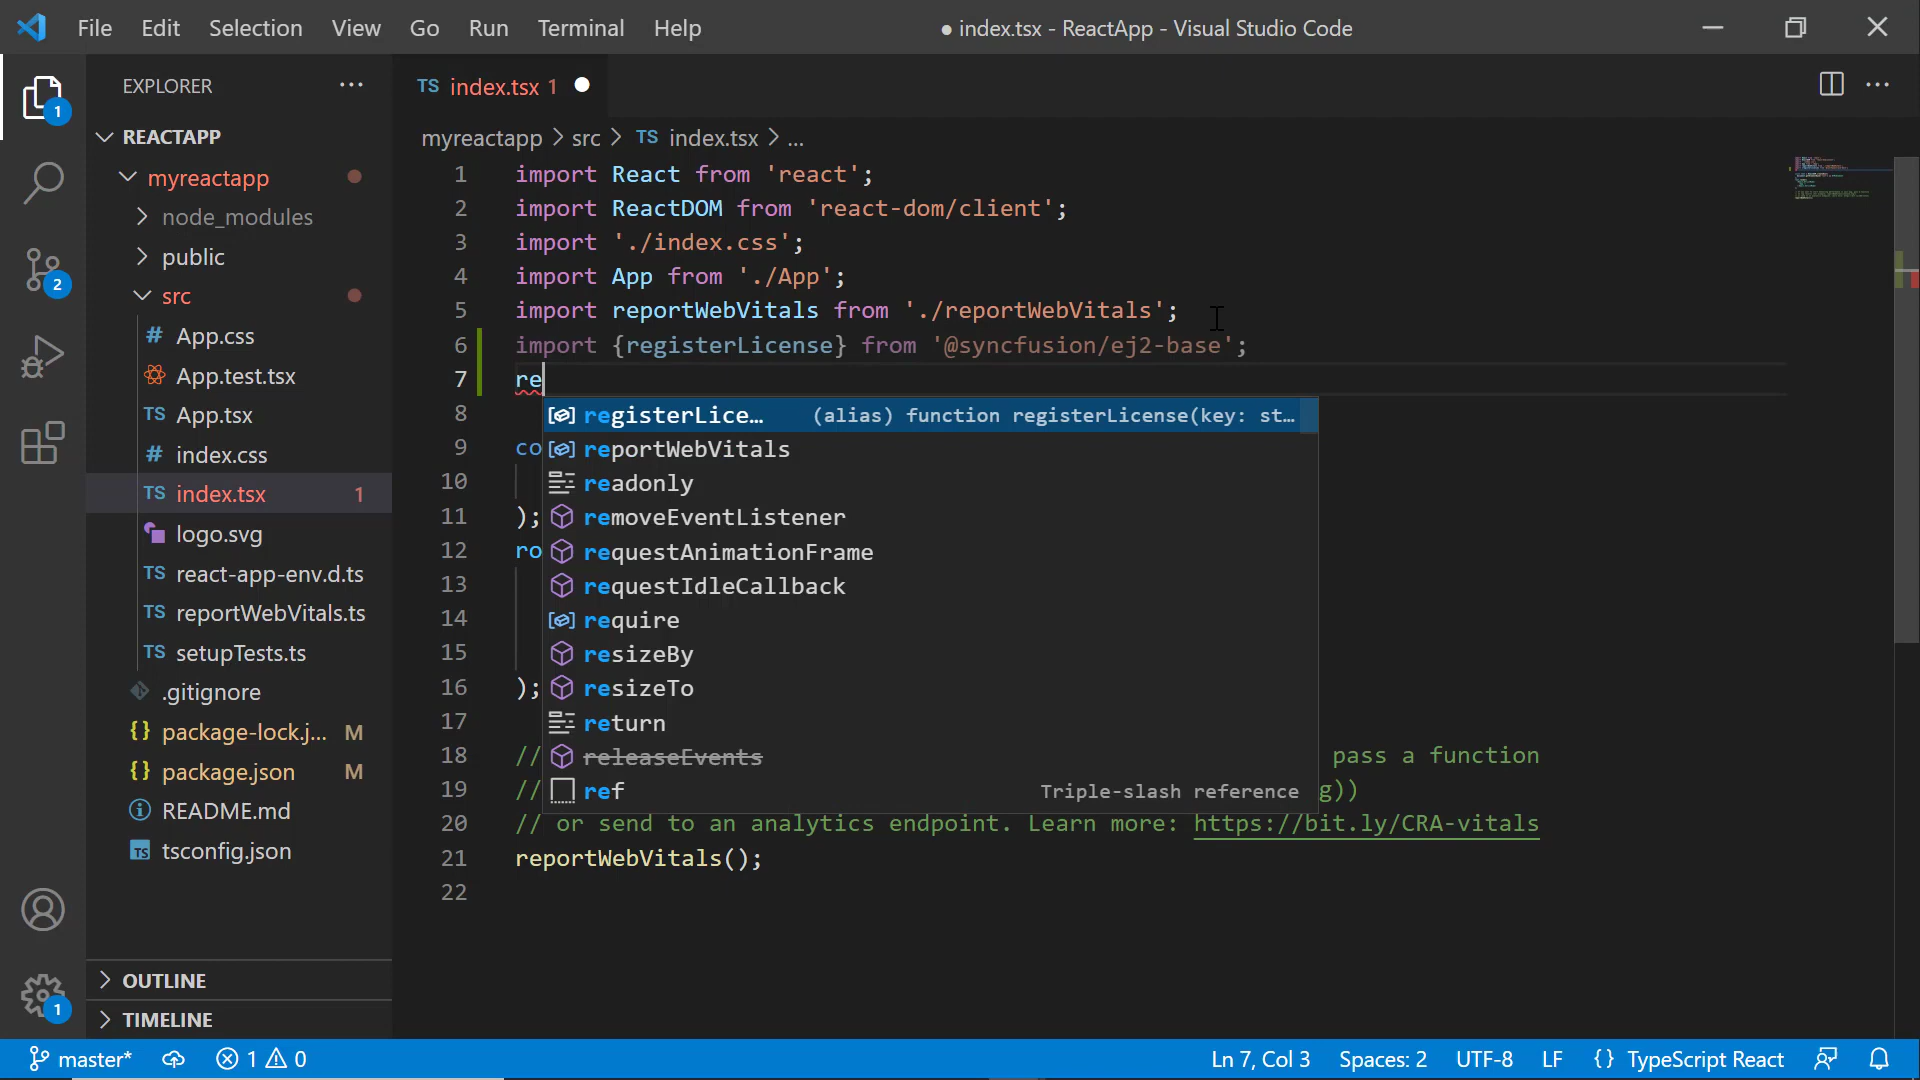 File Edit Selection View Go Run Terminal Help
● index.tsx - ReactApp - Visual Studio Code
EXPLORER
REACTAPP
myreactapp
node_modules
public
src
App.css
App.test.tsx
App.tsx
index.css
index.tsx 1
logo.svg
react-app-env.d.ts
reportWebVitals.ts
setupTests.ts
.gitignore
package-lock.j... M
package.json M
README.md
tsconfig.json
OUTLINE
TIMELINE
1
2
1
TS index.tsx 1
myreactapp > src > TS index.tsx > ...
1 import React from 'react';
2 import ReactDOM from 'react-dom/client';
3 import './index.css';
4 import App from './App';
5 import reportWebVitals from './reportWebVitals';
6 import {registerLicense} from '@syncfusion/ej2-base';
7 re
8 registerLice... (alias) function registerLicense(key: st...
9 co reportWebVitals
10 readonly
11 ); removeEventListener
12 ro requestAnimationFrame
13 requestIdleCallback
14 require
15 resizeBy
16 ); resizeTo
17 return
18 // releaseEvents pass a function
19 // ref Triple-slash reference g))
20 // or send to an analytics endpoint. Learn more: https://bit.ly/CRA-vitals
21 reportWebVitals();
22
master* 1 0 Ln 7, Col 3 Spaces: 2 UTF-8 LF {} TypeScript React